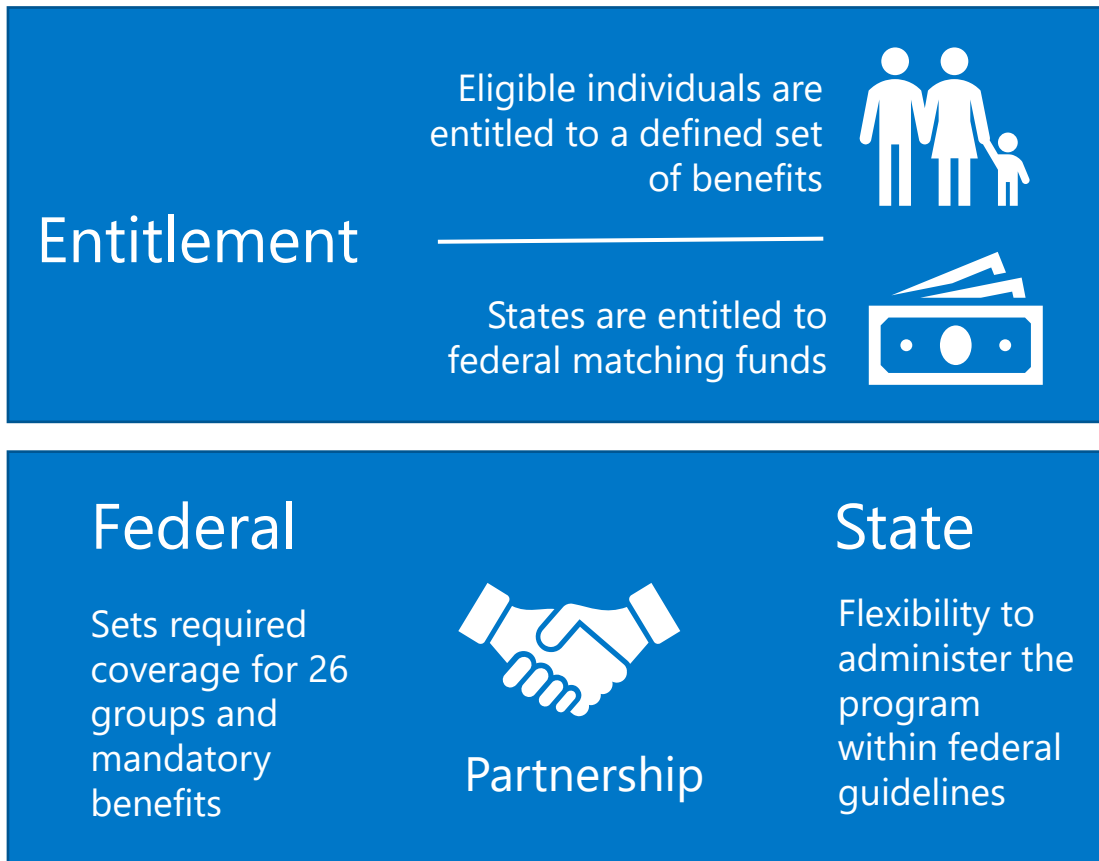 Eligible individuals are
entitled to a defined set
of benefits
Entitlement
States are entitled to
federal matching funds
Federal
Sets required
coverage for 26
groups and
mandatory
benefits
Partnership
State
Flexibility to
administer the
program
within federal
guidelines